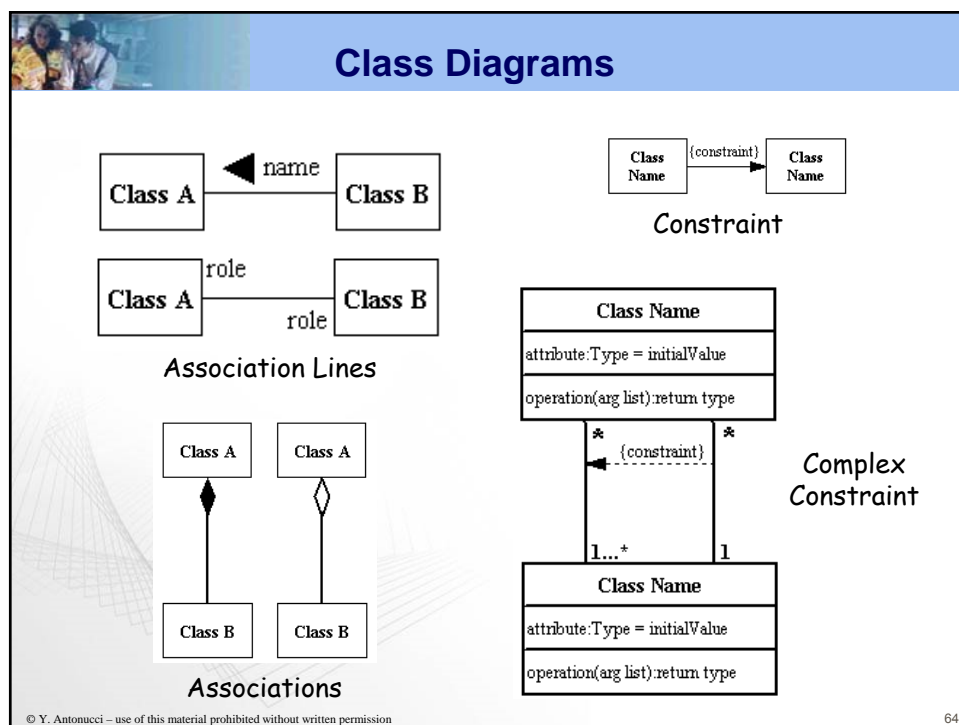 Class Diagrams
Class A
name
Class B
Class A
role
role
Class B
Association Lines
Class
Name
{constraint}
Class
Name
Constraint
Class A
Class B
Class A
Class B
Associations
Class Name
attribute:Type = initialValue
operation(arg list):return type
*
*
{constraint}
1...*
1
Class Name
attribute:Type = initialValue
operation(arg list):return type
Complex
Constraint
© Y. Antonucci – use of this material prohibited without written permission
64